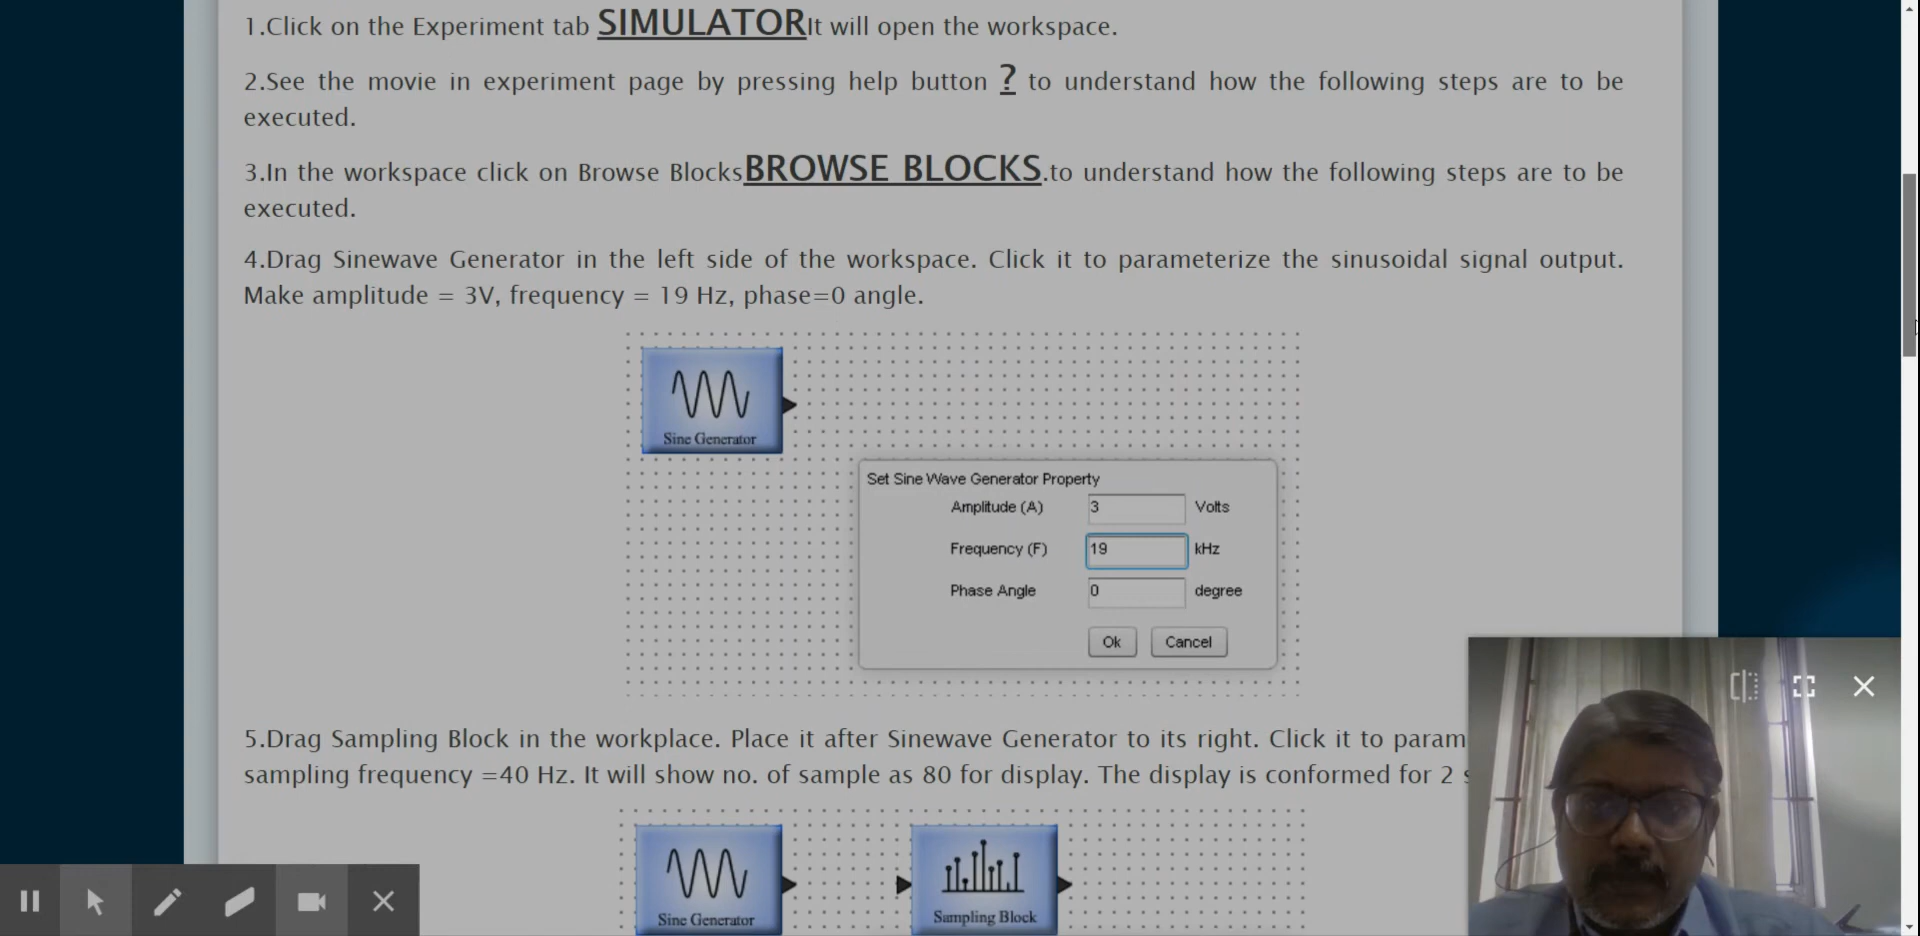 1.Click on the Experiment tab SIMULATORIt will open the workspace.
2.See the movie in experiment page by pressing help button ? to understand how the following steps are to be
executed.
3.In the workspace click on Browse BlocksBROWSE BLOCKS.to understand how the following steps are to be
executed.
4.Drag Sinewave Generator in the left side of the workspace. Click it to parameterize the sinusoidal signal output.
Make amplitude = 3V, frequency = 19 Hz, phase=0 angle.
Sine Generator
Set Sine Wave Generator Property
Amplitude (A) 3 Volts
Frequency (F) 19 kHz
Phase Angle 0 degree
Ok Cancel
5.Drag Sampling Block in the workplace. Place it after Sinewave Generator to its right. Click it to param
sampling frequency =40 Hz. It will show no. of sample as 80 for display. The display is conformed for 2 s
Sine Generator
Sampling Block